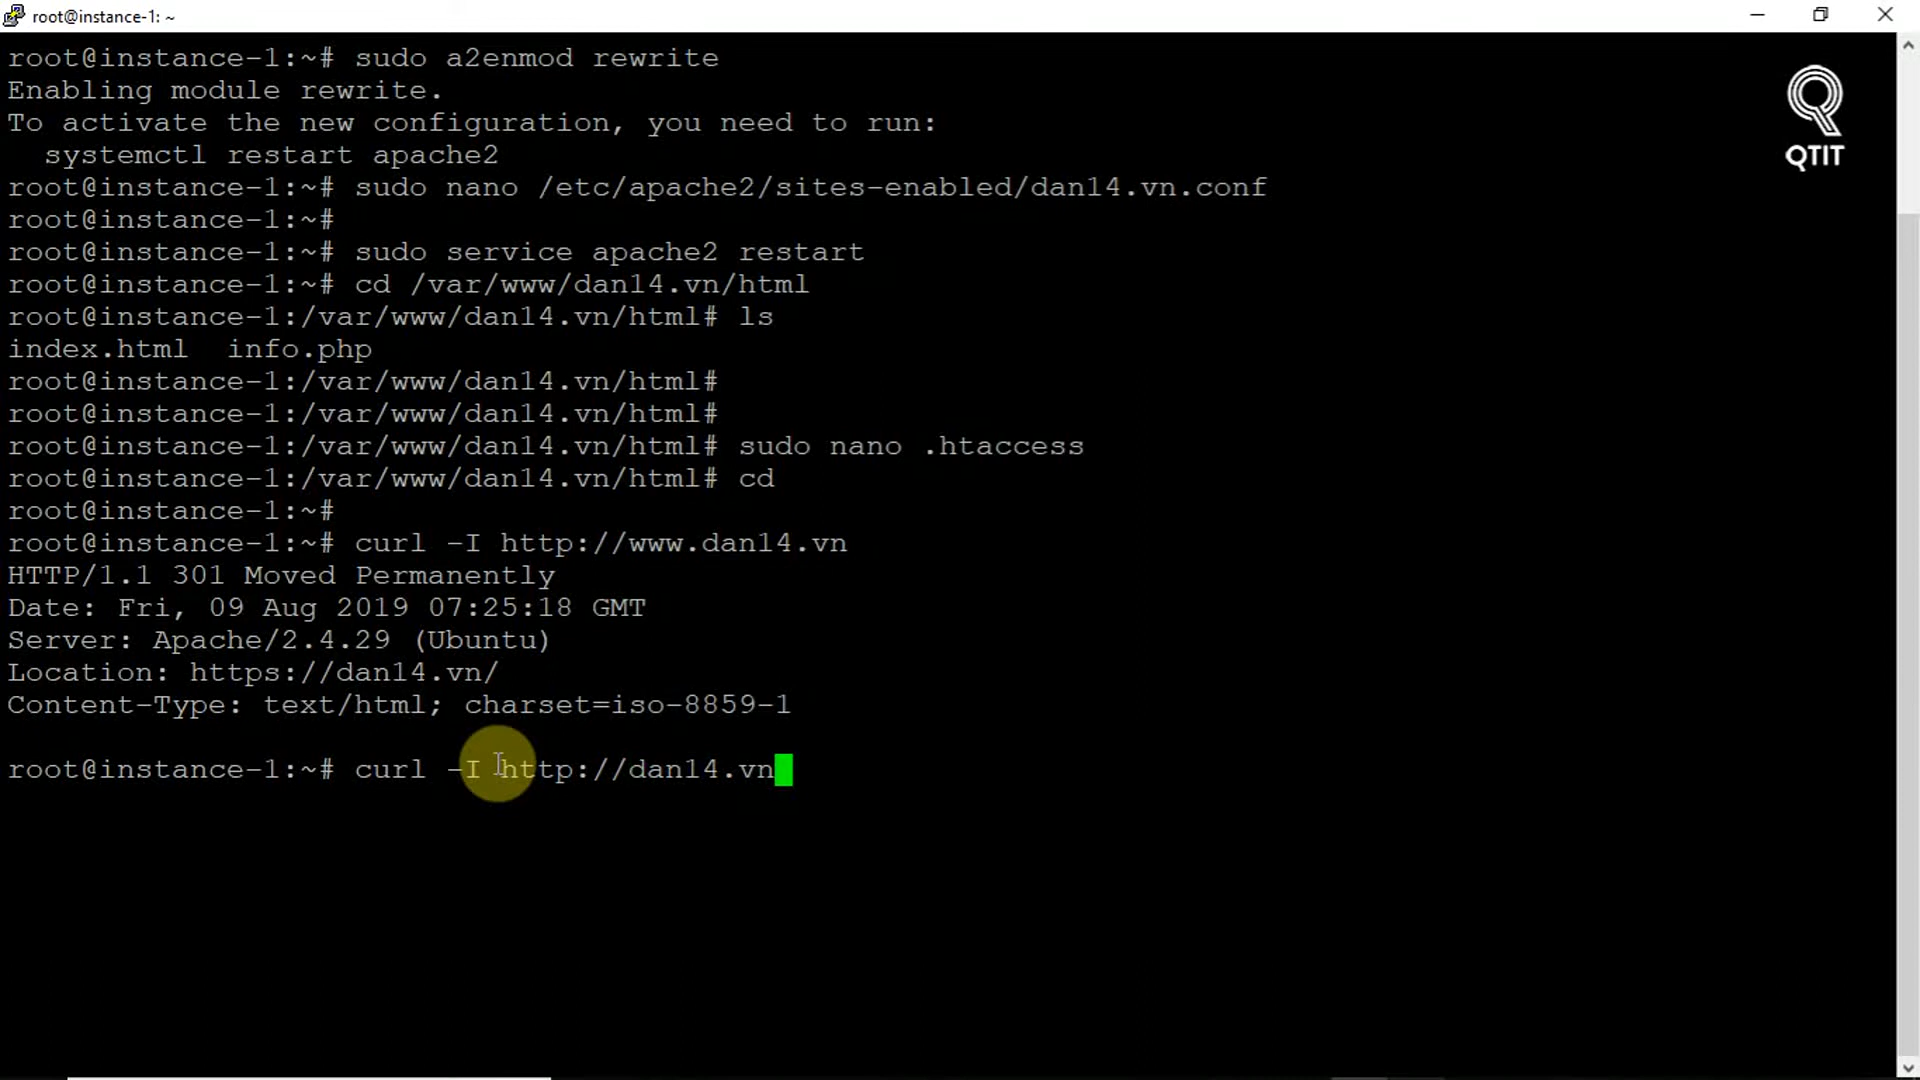 root@instance-1: ~
root@instance-1:~# sudo a2enmod rewrite
Enabling module rewrite.
To activate the new configuration, you need to run:
  systemctl restart apache2
root@instance-1:~# sudo nano /etc/apache2/sites-enabled/dan14.vn.conf
root@instance-1:~#
root@instance-1:~# sudo service apache2 restart
root@instance-1:~# cd /var/www/dan14.vn/html
root@instance-1:/var/www/dan14.vn/html# ls
index.html  info.php
root@instance-1:/var/www/dan14.vn/html#
root@instance-1:/var/www/dan14.vn/html#
root@instance-1:/var/www/dan14.vn/html# sudo nano .htaccess
root@instance-1:/var/www/dan14.vn/html# cd
root@instance-1:~#
root@instance-1:~# curl -I http://www.dan14.vn
HTTP/1.1 301 Moved Permanently
Date: Fri, 09 Aug 2019 07:25:18 GMT
Server: Apache/2.4.29 (Ubuntu)
Location: https://dan14.vn/
Content-Type: text/html; charset=iso-8859-1
root@instance-1:~# curl -I http://dan14.vn
QTIT